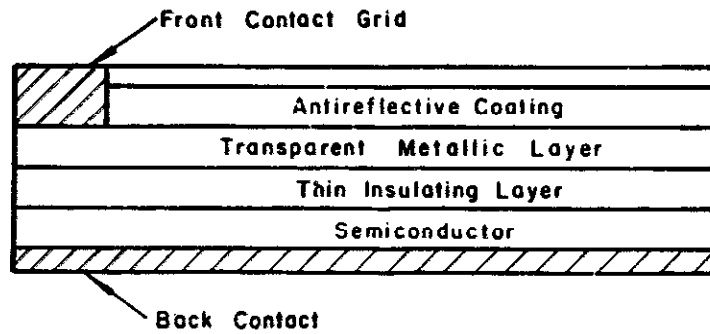 Front Contact Grid
Antireflective Coating
Transparent Metallic Layer
Thin Insulating Layer
Semiconductor
Back Contact